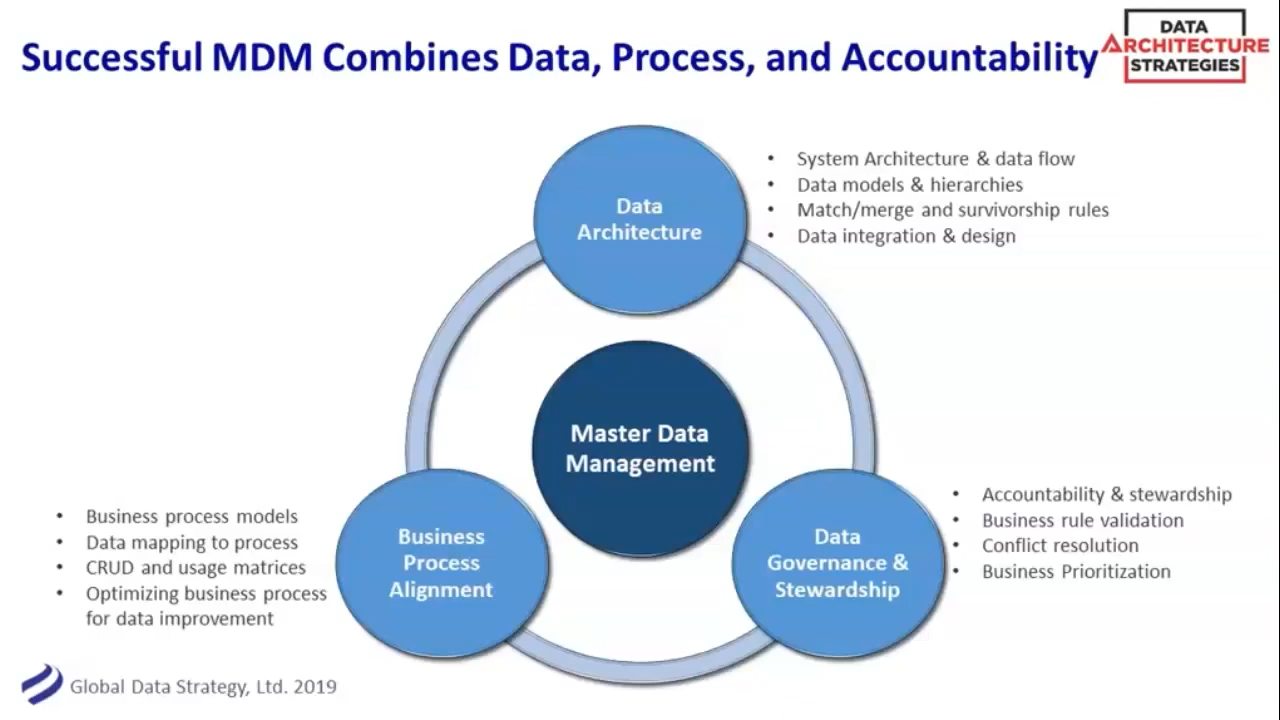 Successful MDM Combines Data, Process, and Accountability
DATA
ARCHITECTURE
STRATEGIES
Data
Architecture
• System Architecture & data flow
• Data models & hierarchies
• Match/merge and survivorship rules
• Data integration & design
Master Data
Management
• Business process models
• Data mapping to process
• CRUD and usage matrices
• Optimizing business process
for data improvement
Business
Process
Alignment
Data
Governance &
Stewardship
• Accountability & stewardship
• Business rule validation
• Conflict resolution
• Business Prioritization
Global Data Strategy, Ltd. 2019